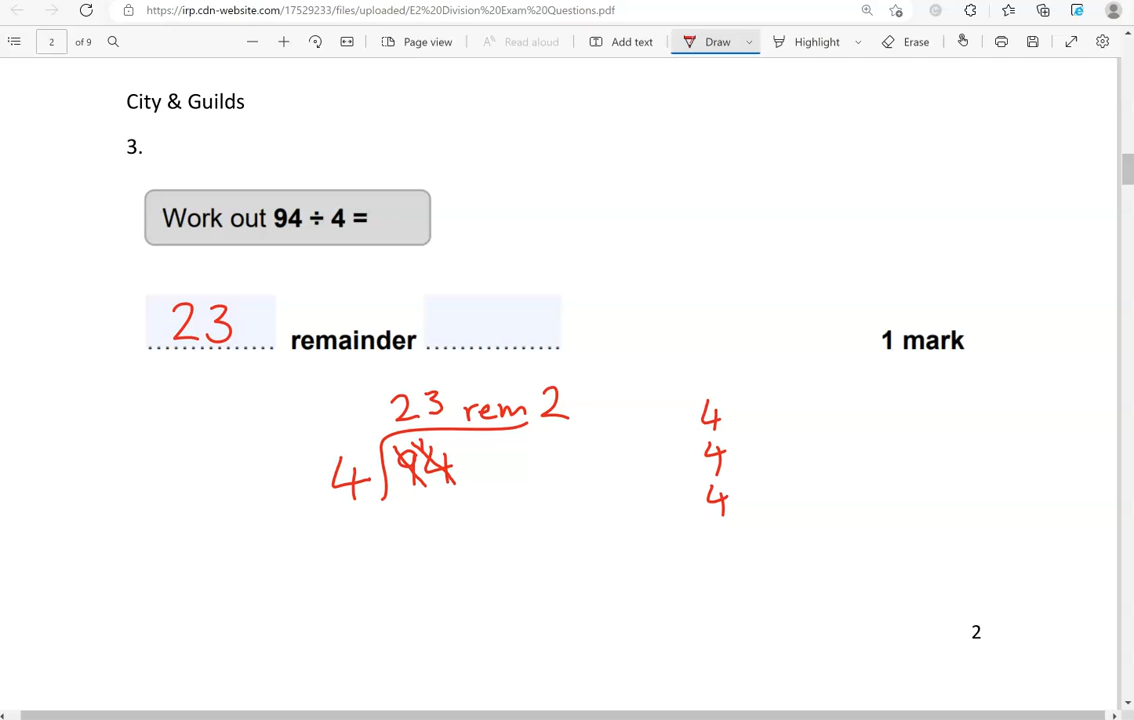 https://irp.cdn-website.com/17529233/files/uploaded/E2%20Division%20Exam%20Questions.pdf
2 of 9
Page view
Read aloud
Add text
Draw
Highlight
Erase
City & Guilds
3.
Work out 94 ÷ 4 =
23 remainder
1 mark
23 rem 2
4
4 94
4
4
2